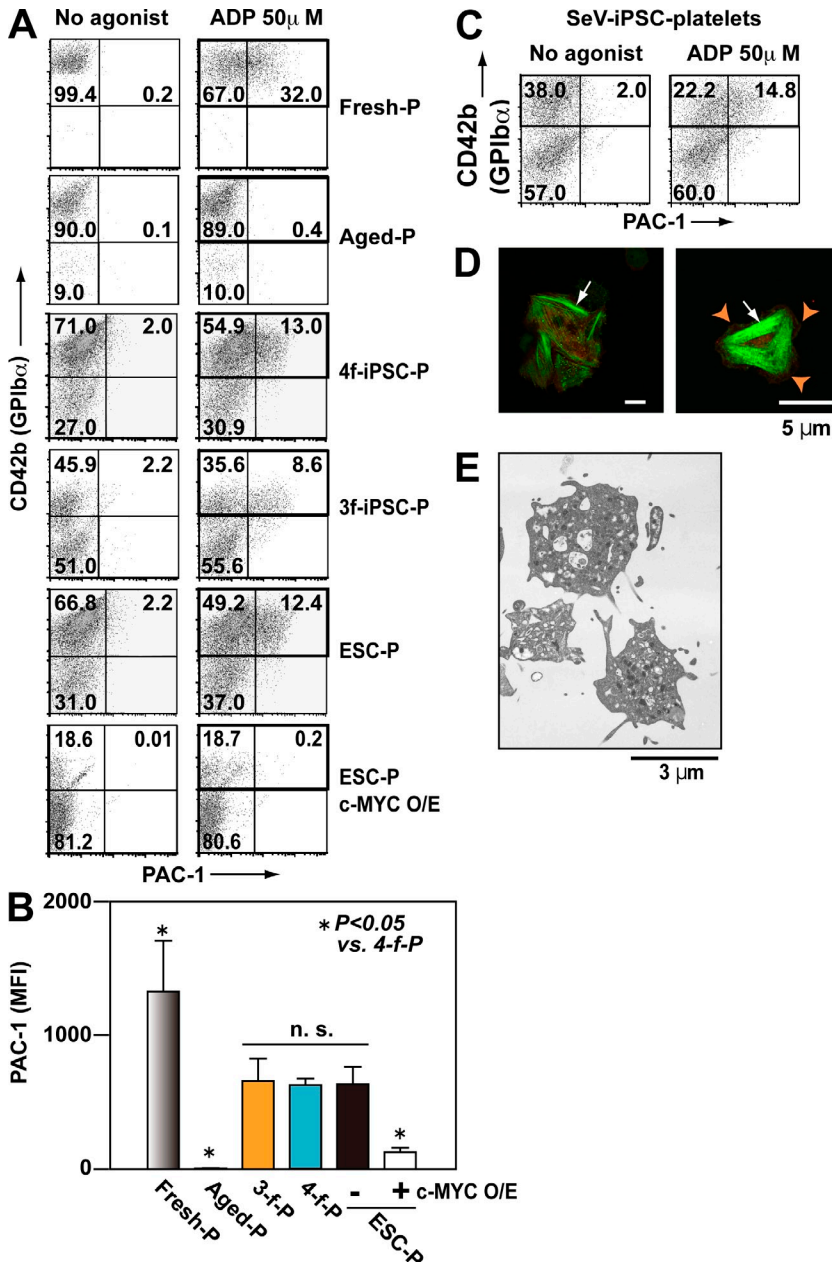 A
No agonist
ADP 50μ M
99.4
0.2
67.0
32.0
Fresh-P
90.0
0.1
9.0
89.0
0.4
10.0
Aged-P
71.0
2.0
27.0
54.9
13.0
30.9
4f-iPSC-P
45.9
2.2
51.0
35.6
8.6
55.6
3f-iPSC-P
66.8
2.2
31.0
49.2
12.4
37.0
ESC-P
18.6
0.01
81.2
18.7
0.2
80.6
ESC-P
c-MYC O/E
CD42b (GPIbα)
PAC-1
B
PAC-1 (MFI)
2000
1000
0
* P<0.05
vs. 4-f-P
*
*
n. s.
*
Fresh-P
Aged-P
3-f-P
4-f-P
- + c-MYC O/E
ESC-P
C
SeV-iPSC-platelets
No agonist
ADP 50μ M
CD42b
(GPIbα)
38.0
2.0
57.0
22.2
14.8
60.0
PAC-1
D
5 μm
E
3 μm